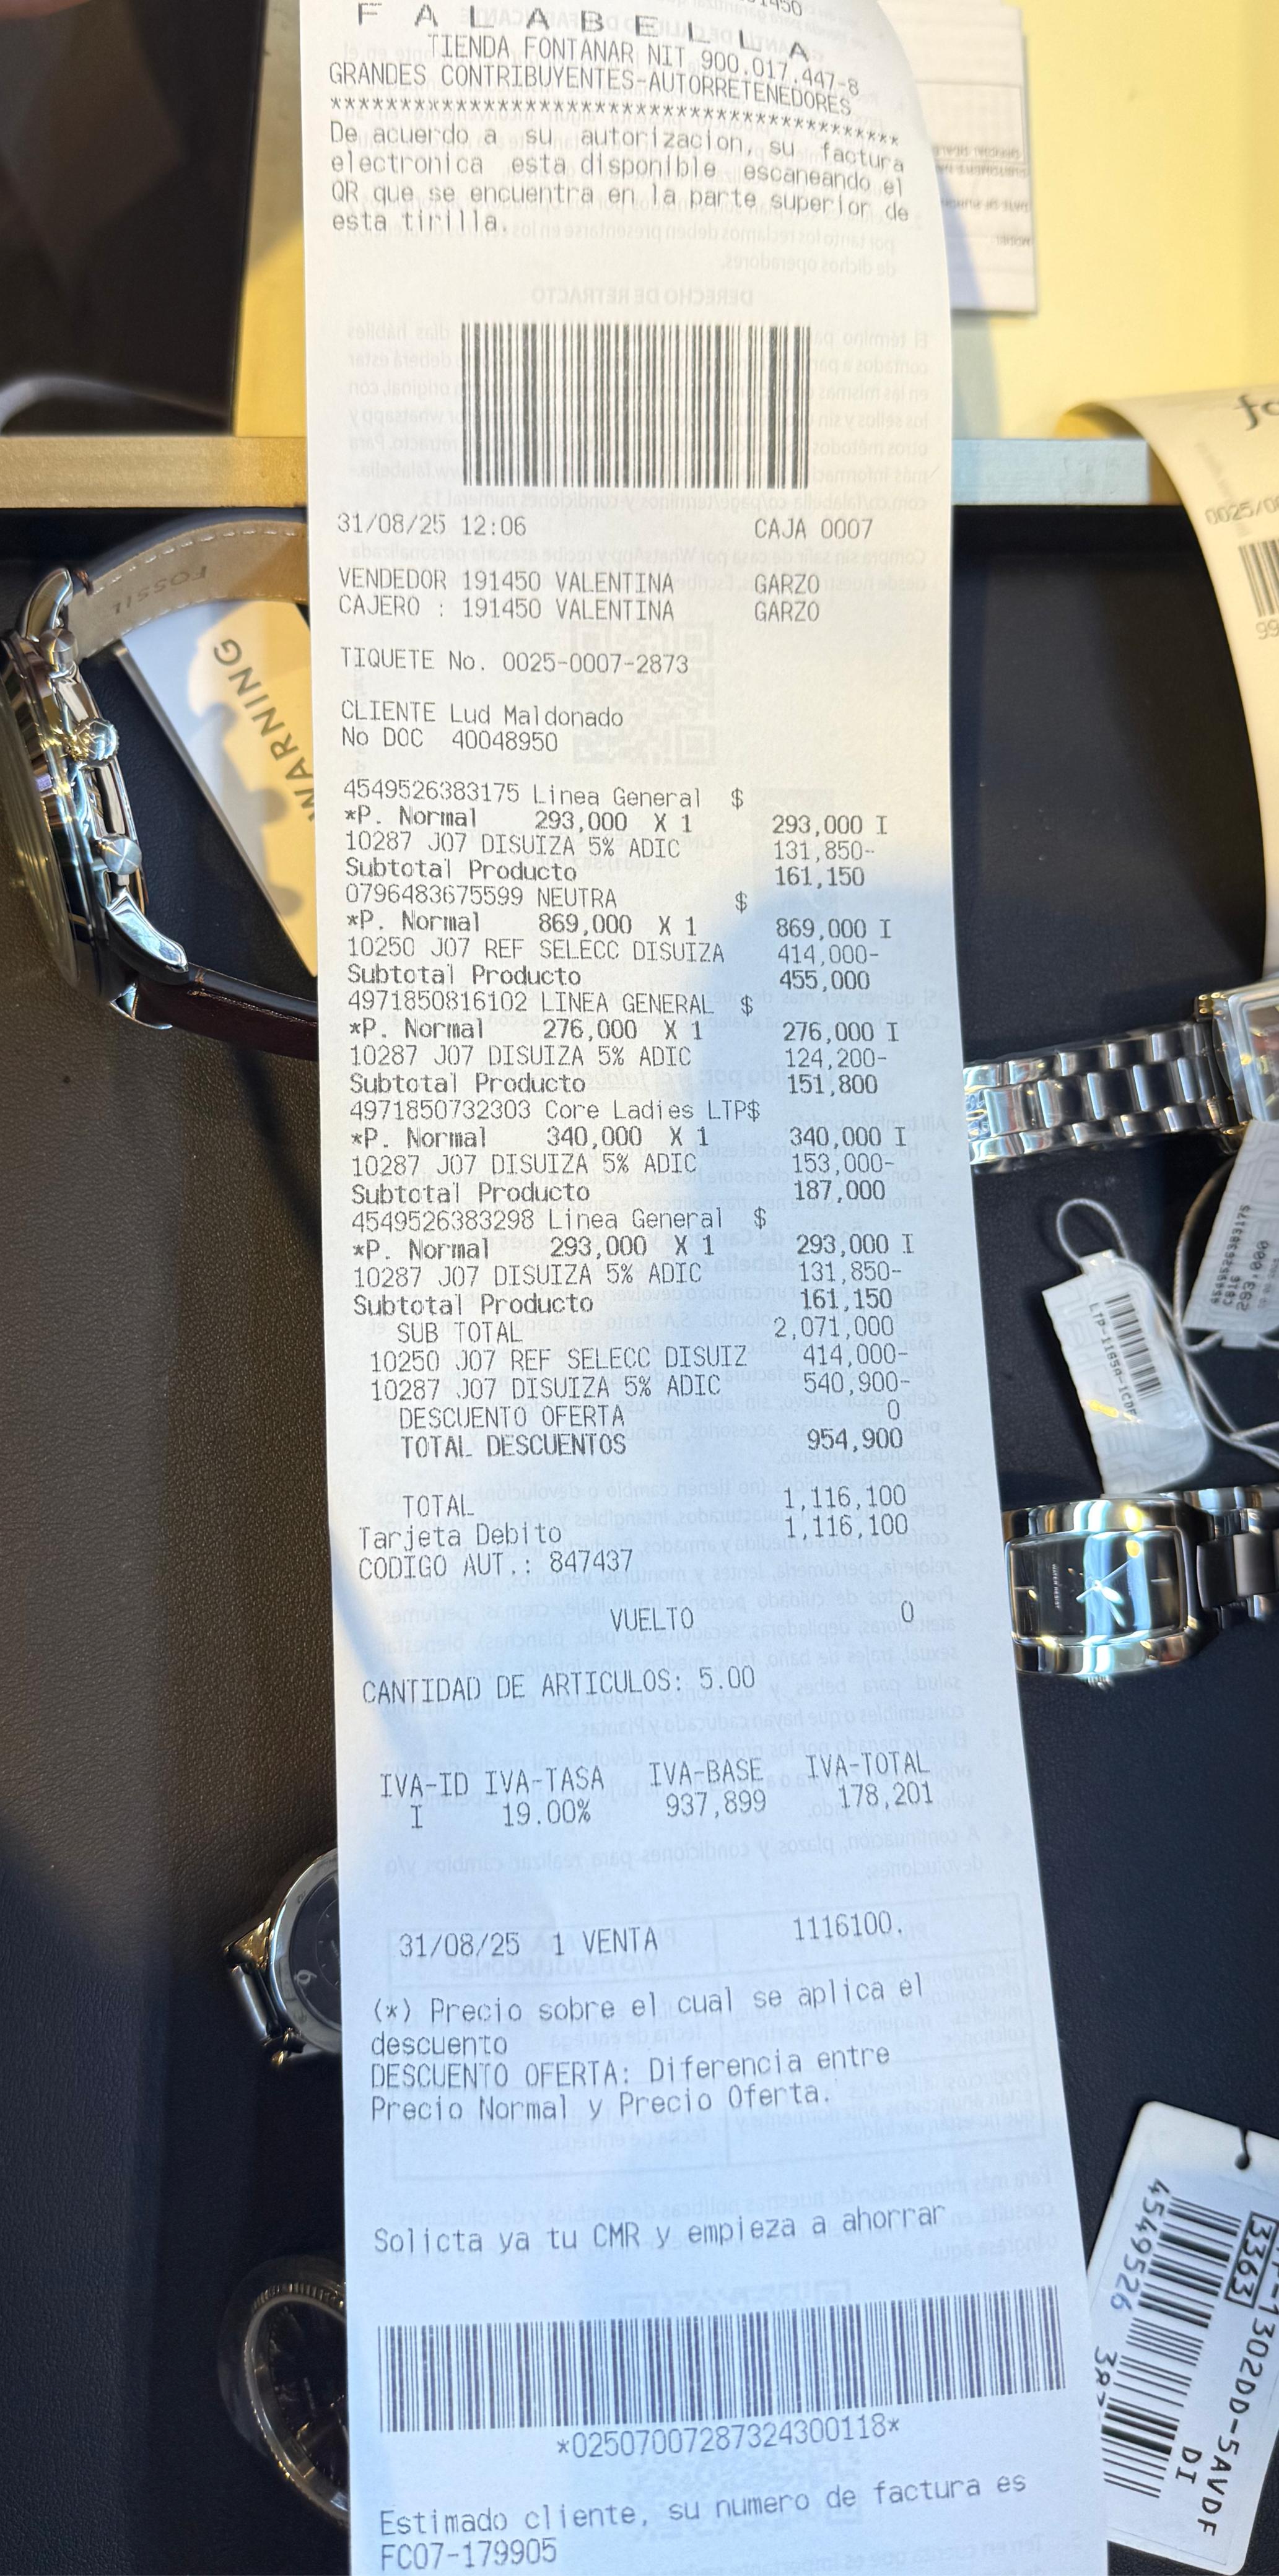 F A L A B E L L A
TIENDA FONTANAR NIT 900.017.447-8
GRANDES CONTRIBUYENTES-AUTORRETENEDORES
*****************************************
De acuerdo a su autorizacion, su factura
electronica esta disponible escaneando el
QR que se encuentra en la parte superior de
esta tirilla.
31/08/25 12:06 CAJA 0007
VENDEDOR 191450 VALENTINA GARZO
CAJERO : 191450 VALENTINA GARZO
TIQUETE No. 0025-0007-2873
CLIENTE Lud Maldonado
No DOC 40048950
4549526383175 Linea General $
*P. Normal 293,000 X 1 293,000 I
10287 J07 DISUIZA 5% ADIC 131,850-
Subtotal Producto 161,150
0796483675599 NEUTRA $
*P. Normal 869,000 X 1 869,000 I
10250 J07 REF SELECC DISUIZA 414,000-
Subtotal Producto 455,000
4971850816102 LINEA GENERAL $
*P. Normal 276,000 X 1 276,000 I
10287 J07 DISUIZA 5% ADIC 124,200-
Subtotal Producto 151,800
4971850732303 Core Ladies LTP$
*P. Normal 340,000 X 1 340,000 I
10287 J07 DISUIZA 5% ADIC 153,000-
Subtotal Producto 187,000
4549526383298 Linea General $
*P. Normal 293,000 X 1 293,000 I
10287 J07 DISUIZA 5% ADIC 131,850-
Subtotal Producto 161,150
SUB TOTAL 2,071,000
10250 J07 REF SELECC DISUIZ 414,000-
10287 J07 DISUIZA 5% ADIC 540,900-
DESCUENTO OFERTA 0
TOTAL DESCUENTOS 954,900
TOTAL 1,116,100
Tarjeta Debito 1,116,100
CODIGO AUT.: 847437
VUELTO 0
CANTIDAD DE ARTICULOS: 5.00
IVA-ID IVA-TASA IVA-BASE IVA-TOTAL
I 19.00% 937,899 178,201
31/08/25 1 VENTA 1116100.
(*) Precio sobre el cual se aplica el
descuento
DESCUENTO OFERTA: Diferencia entre
Precio Normal y Precio Oferta.
Solicta ya tu CMR y empieza a ahorrar
*02507007287324300118*
Estimado cliente, su numero de factura es
FC07-179905
FOSSIL
WARNING
LTP-1165A-1CDF
293,000
1302DD-5AVDF
3363
DI
4549526